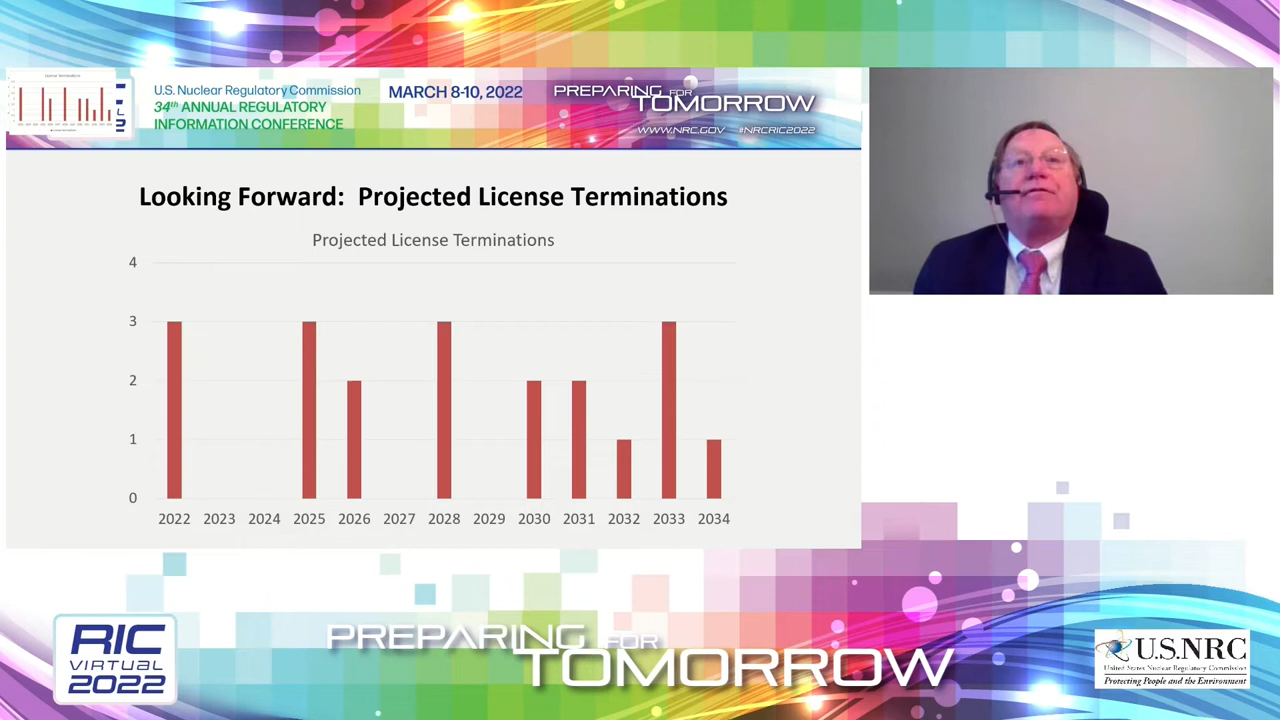 U.S. Nuclear Regulatory Commission
34th ANNUAL REGULATORY
INFORMATION CONFERENCE
MARCH 8-10, 2022
PREPARING FOR
TOMORROW
WWW.NRC.GOV #NRCRIC2022
Looking Forward: Projected License Terminations
Projected License Terminations
4
3
2
1
0
2022 2023 2024 2025 2026 2027 2028 2029 2030 2031 2032 2033 2034
RIC
VIRTUAL
2022
PREPARING FOR
TOMORROW
U.S.NRC
United States Nuclear Regulatory Commission
Protecting People and the Environment